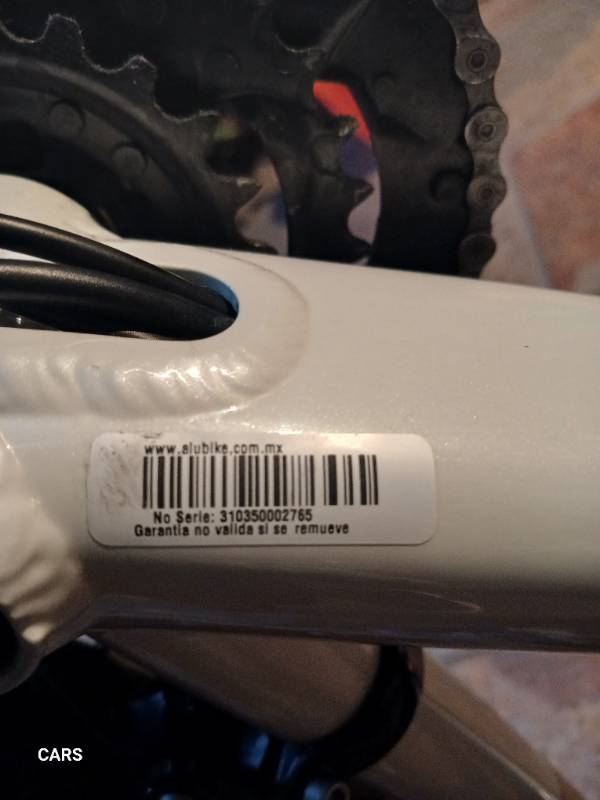 www.alubike.com.mx
No Serie: 310350002765
Garantia no valida si se remueve
CARS